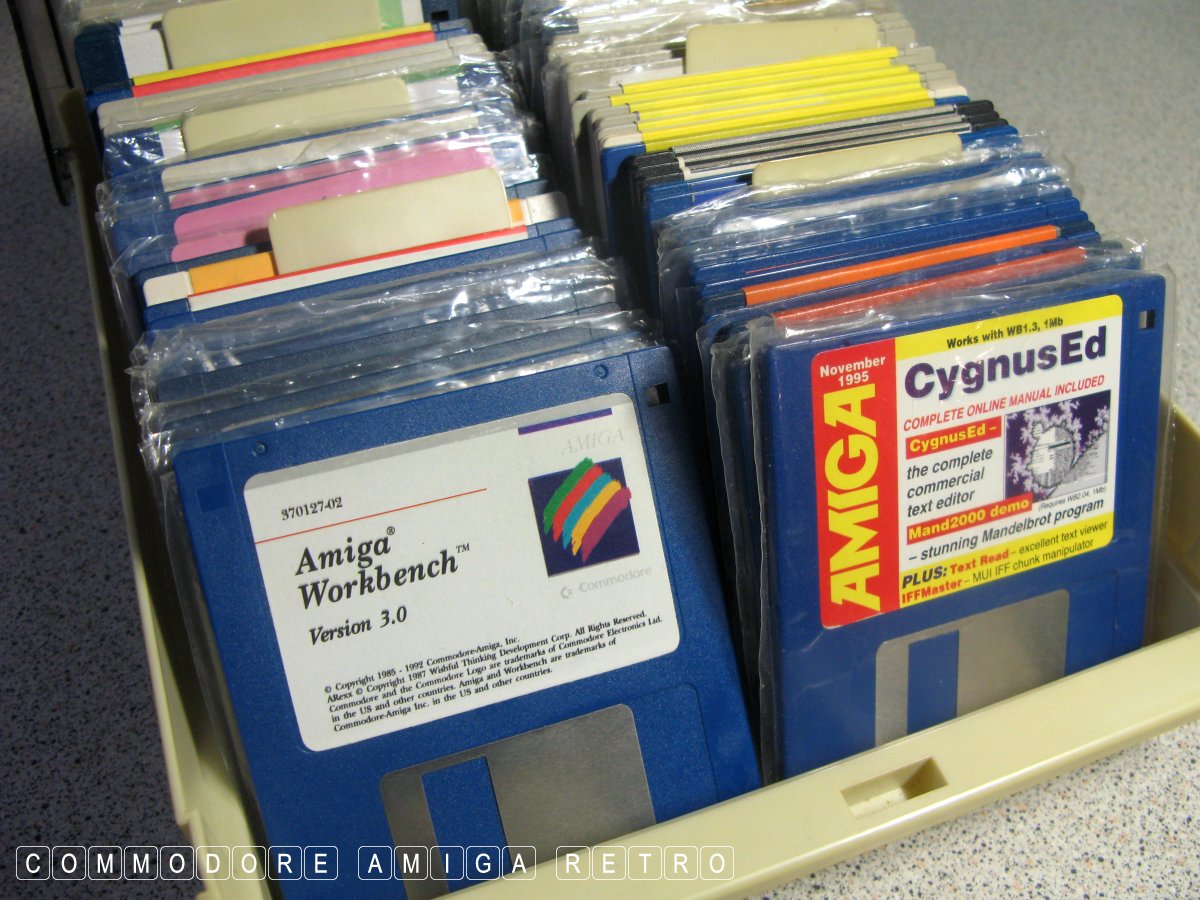 370127-02
Amiga®
Workbench™
Version 3.0
AMIGA
Commodore
© Copyright 1985 - 1992 Commodore-Amiga, Inc.
ARexx © Copyright 1987 Wishful Thinking Development Corp. All Rights Reserved.
Commodore and the Commodore Logo are trademarks of Commodore Electronics Ltd.
in the US and other countries. Amiga and Workbench are trademarks of
Commodore-Amiga Inc. in the US and other countries.
November
1995
AMIGA
Works with WB1.3, 1Mb
CygnusEd
COMPLETE ONLINE MANUAL INCLUDED
CygnusEd –
the complete
commercial
text editor
(Requires WB2.04, 1Mb)
Mand2000 demo
– stunning Mandelbrot program
PLUS: Text Read – excellent text viewer
IFFMaster – MUI IFF chunk manipulator
COMMODORE AMIGA RETRO